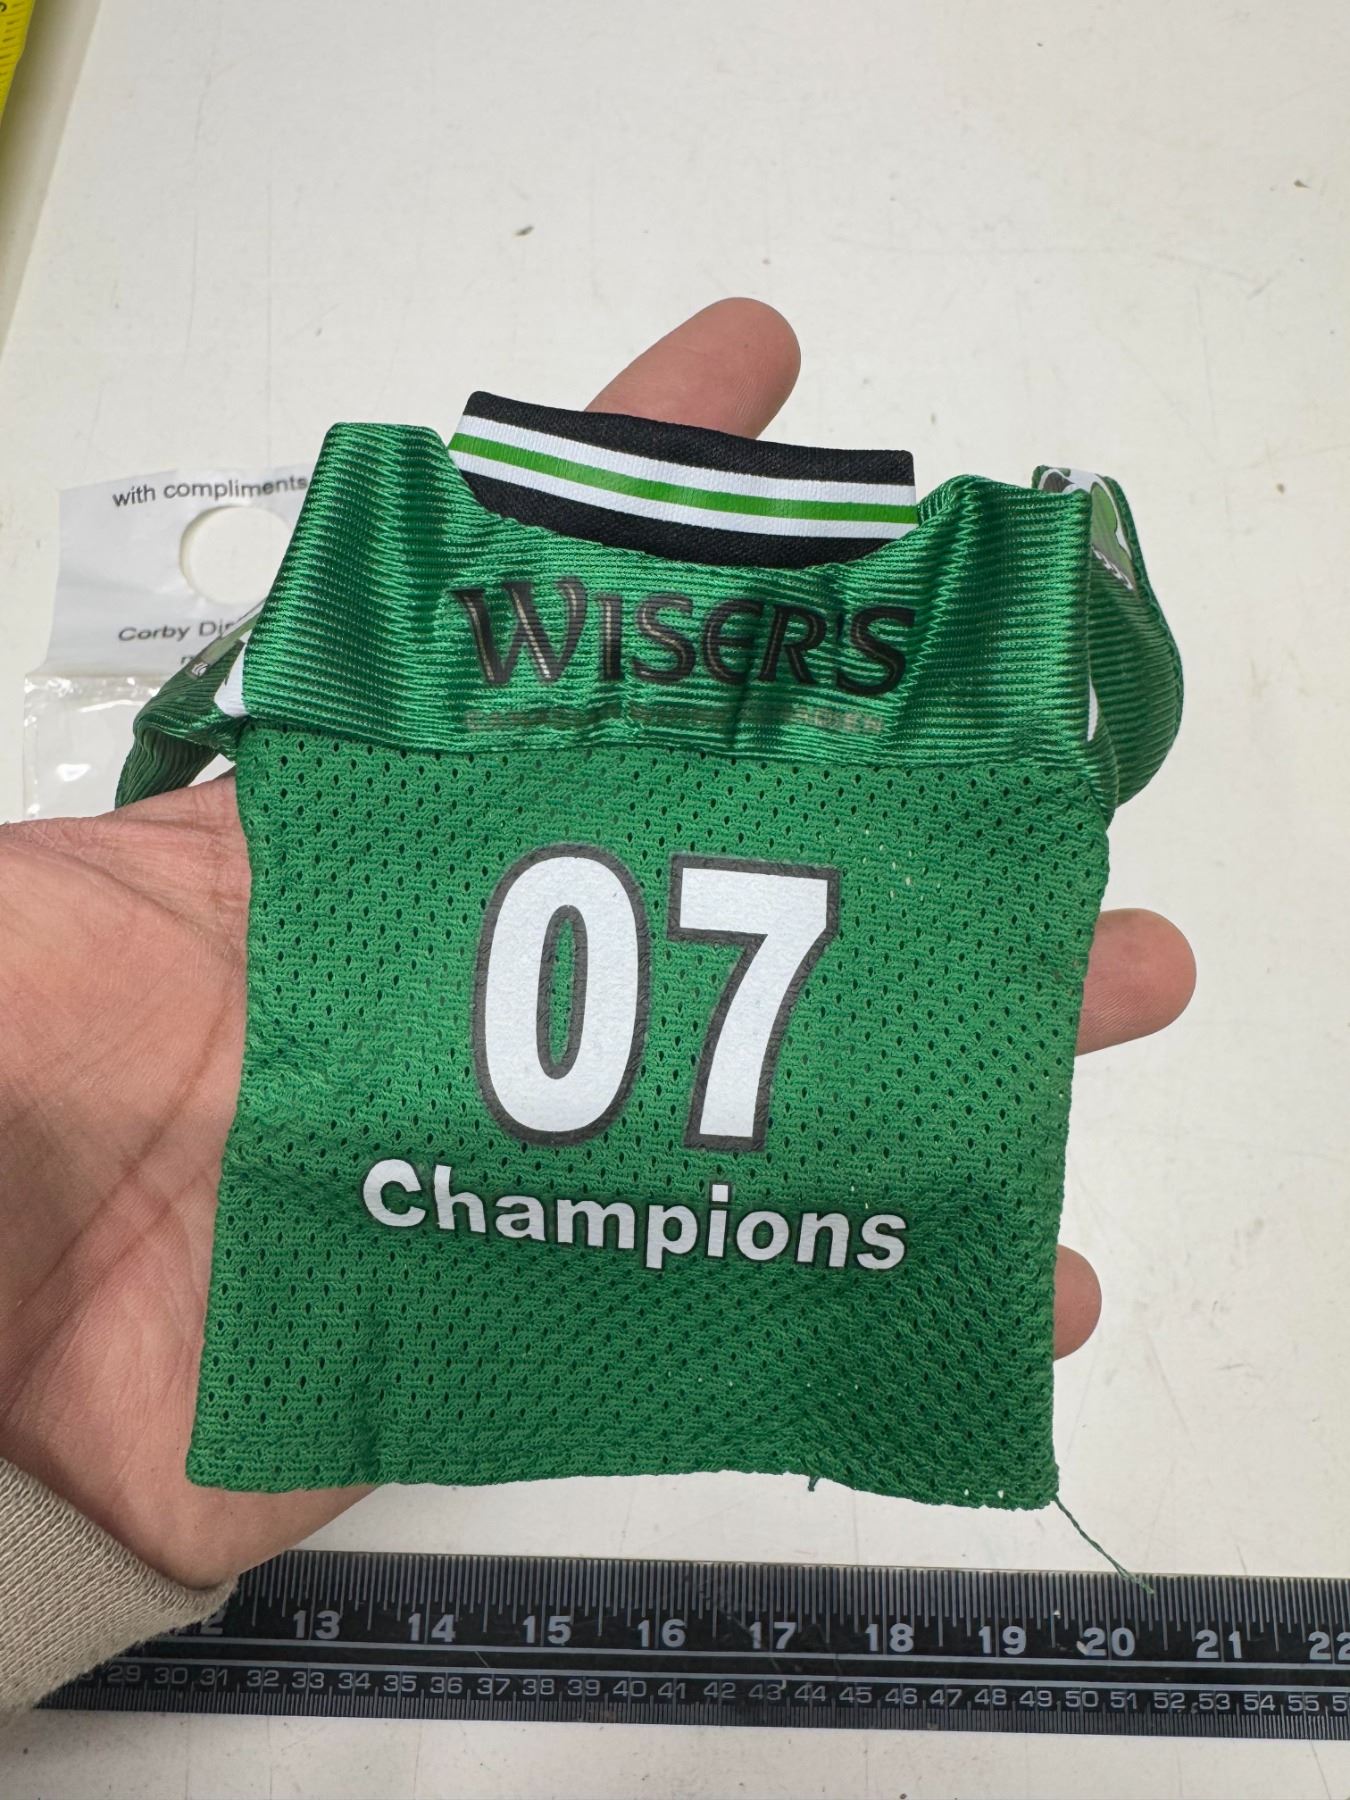 with compliments
Corby
WISER'S
07
Champions
12 13 14 15 16 17 18 19 20 21 22
29 30 31 32 33 34 35 36 37 38 39 40 41 42 43 44 45 46 47 48 49 50 51 52 53 54 55